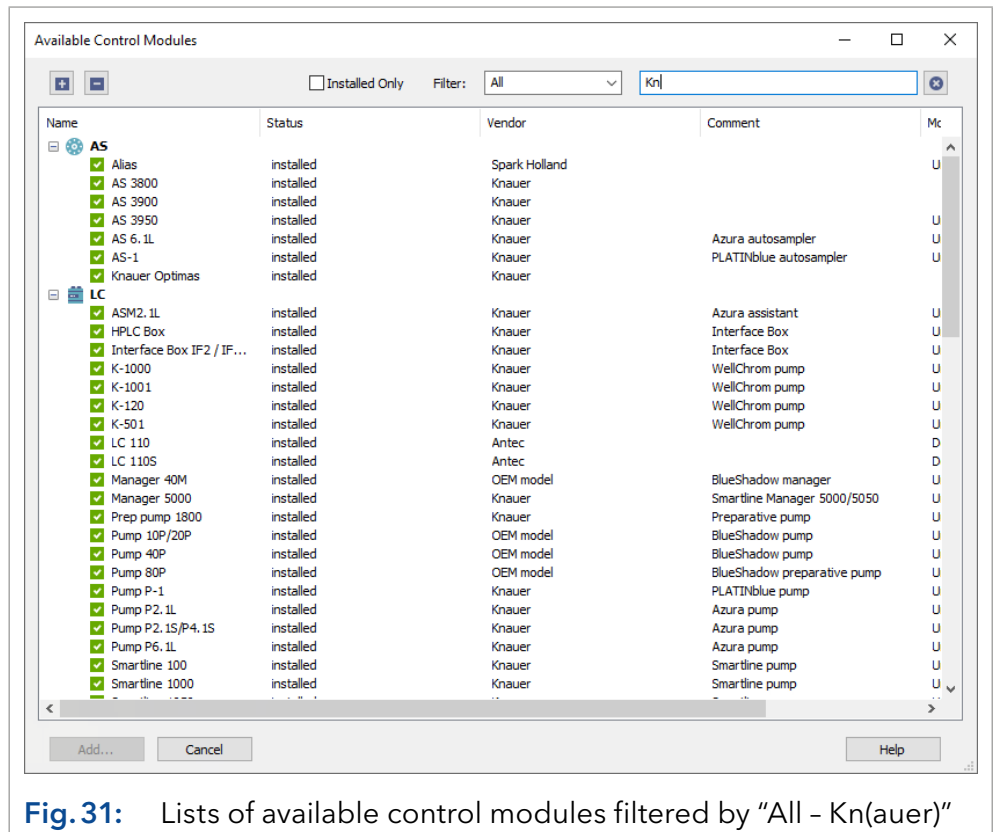 Available Control Modules
Installed Only Filter: All Kn
Name Status Vendor Comment
AS
Alias installed Spark Holland U
AS 3800 installed Knauer
AS 3900 installed Knauer
AS 3950 installed Knauer U
AS 6.1L installed Knauer Azura autosampler U
AS-1 installed Knauer PLATINblue autosampler U
Knauer Optimas installed Knauer
LC
ASM2.1L installed Knauer Azura assistant U
HPLC Box installed Knauer Interface Box U
Interface Box IF2 / IF... installed Knauer Interface Box U
K-1000 installed Knauer WellChrom pump U
K-1001 installed Knauer WellChrom pump U
K-120 installed Knauer WellChrom pump U
K-501 installed Knauer WellChrom pump U
LC 110 installed Antec D
LC 110S installed Antec D
Manager 40M installed OEM model BlueShadow manager U
Manager 5000 installed Knauer Smartline Manager 5000/5050 U
Prep pump 1800 installed Knauer Preparative pump U
Pump 10P/20P installed OEM model BlueShadow pump U
Pump 40P installed OEM model BlueShadow pump U
Pump 80P installed OEM model BlueShadow preparative pump U
Pump P-1 installed Knauer PLATINblue pump U
Pump P2.1L installed Knauer Azura pump U
Pump P2.1S/P4.1S installed Knauer Azura pump U
Pump P6.1L installed Knauer Azura pump U
Smartline 100 installed Knauer Smartline pump U
Smartline 1000 installed Knauer Smartline pump U
Add... Cancel Help
Fig. 31: Lists of available control modules filtered by “All – Kn(auer)”